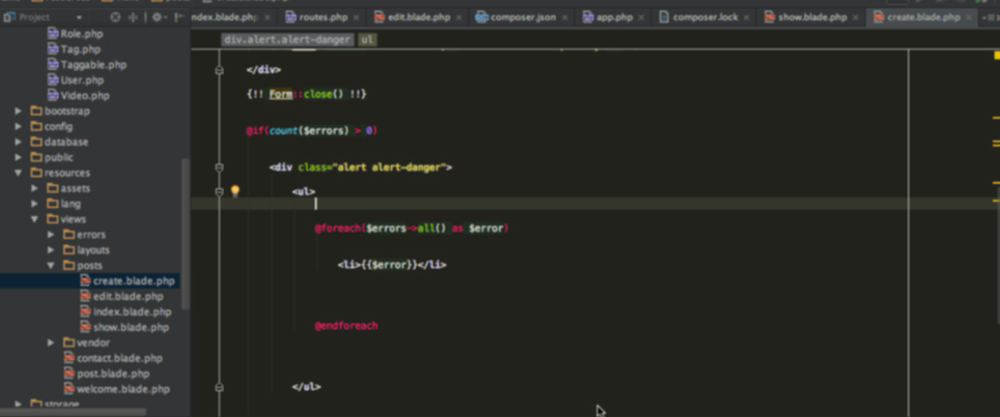 Project
ndex.blade.php routes.php edit.blade.php composer.json app.php composer.lock show.blade.php create.blade.php
div.alert.alert-danger ul
Role.php
Tag.php
Taggable.php
User.php
Video.php
bootstrap
config
database
public
resources
assets
lang
views
errors
layouts
posts
create.blade.php
edit.blade.php
index.blade.php
show.blade.php
vendor
contact.blade.php
post.blade.php
welcome.blade.php
storage
</div>
{!! Form::close() !!}
@if(count($errors) > 0)
<div class="alert alert-danger">
<ul>
@foreach($errors->all() as $error)
<li>{{$error}}</li>
@endforeach
</ul>